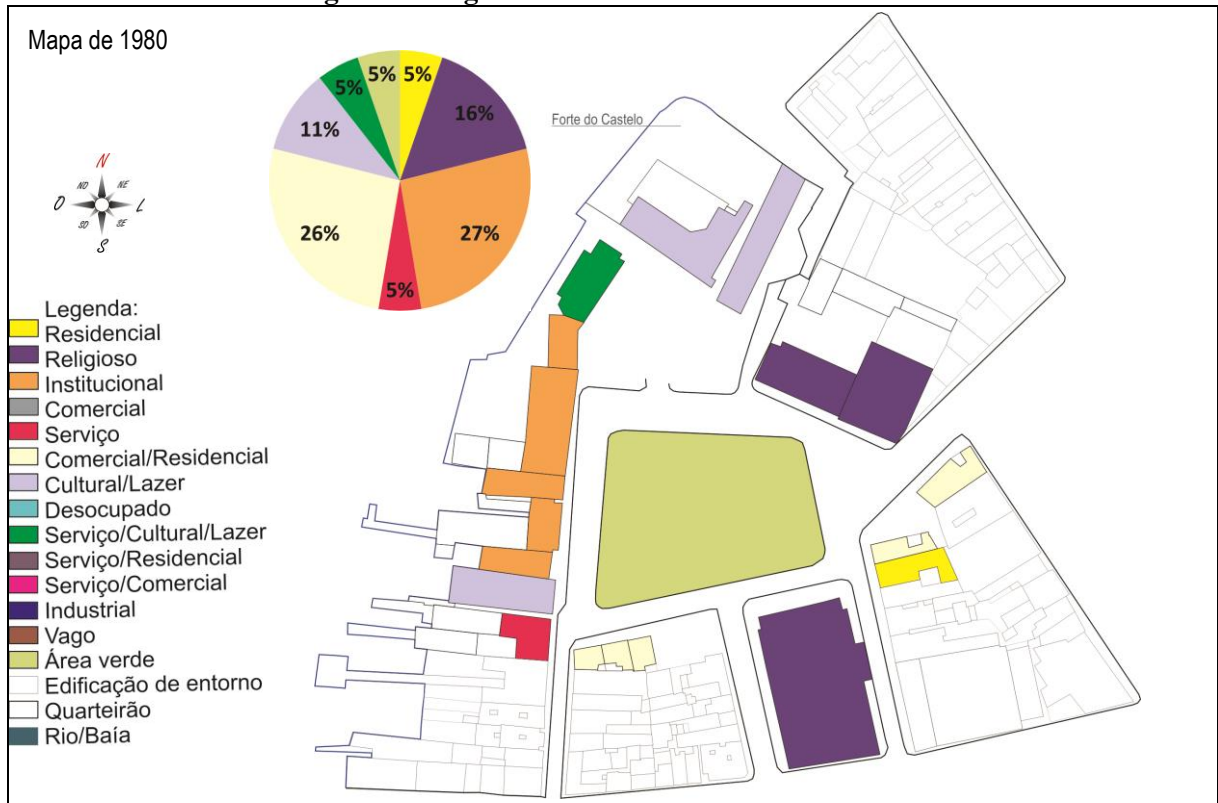 Mapa de 1980
5%
5%
5%
16%
11%
Forte do Castelo
N
NO
NE
O
L
SO
SE
S
26%
27%
5%
Legenda:
Residencial
Religioso
Institucional
Comercial
Serviço
Comercial/Residencial
Cultural/Lazer
Desocupado
Serviço/Cultural/Lazer
Serviço/Residencial
Serviço/Comercial
Industrial
Vago
Área verde
Edificação de entorno
Quarteirão
Rio/Baía